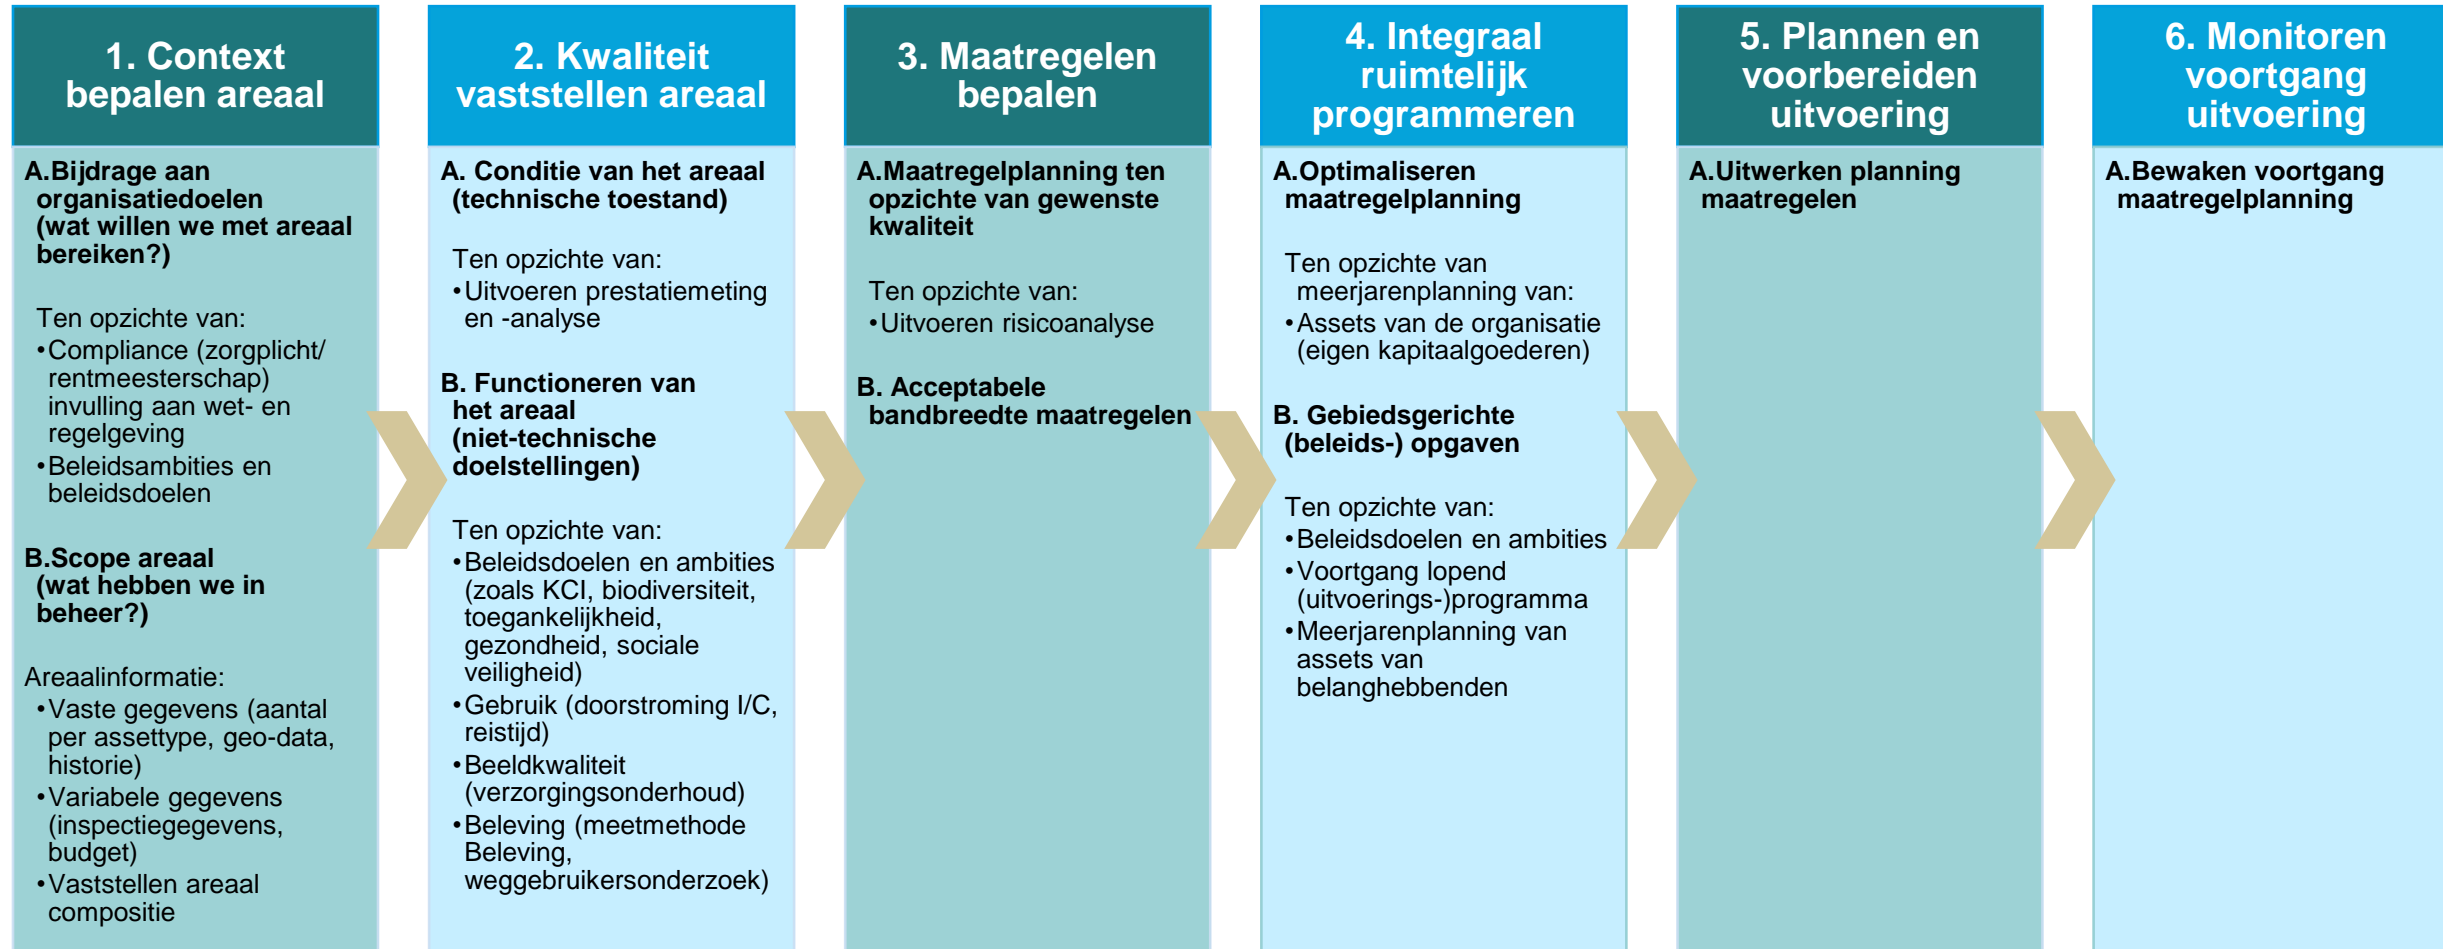 1. Context
bepalen areaal
A.Bijdrage aan
organisatiedoelen
(wat willen we met areaal
bereiken?)
Ten opzichte van:
•Compliance (zorgplicht/
rentmeesterschap)
invulling aan wet- en
regelgeving
•Beleidsambities en
beleidsdoelen
B.Scope areaal
(wat hebben we in
beheer?)
Areaalinformatie:
•Vaste gegevens (aantal
per assettype, geo-data,
historie)
•Variabele gegevens
(inspectiegegevens,
budget)
•Vaststellen areaal
compositie
2. Kwaliteit
vaststellen areaal
A. Conditie van het areaal
(technische toestand)
Ten opzichte van:
•Uitvoeren prestatiemeting
en -analyse
B. Functioneren van
het areaal
(niet-technische
doelstellingen)
Ten opzichte van:
•Beleidsdoelen en ambities
(zoals KCI, biodiversiteit,
toegankelijkheid,
gezondheid, sociale
veiligheid)
•Gebruik (doorstroming I/C,
reistijd)
•Beeldkwaliteit
(verzorgingsonderhoud)
•Beleving (meetmethode
Beleving,
weggebruikersonderzoek)
3. Maatregelen
bepalen
A.Maatregelplanning ten
opzichte van gewenste
kwaliteit
Ten opzichte van:
•Uitvoeren risicoanalyse
B. Acceptabele
bandbreedte maatregelen
4. Integraal
ruimtelijk
programmeren
A.Optimaliseren
maatregelplanning
Ten opzichte van
meerjarenplanning van:
•Assets van de organisatie
(eigen kapitaalgoederen)
B. Gebiedsgerichte
(beleids-) opgaven
Ten opzichte van:
•Beleidsdoelen en ambities
•Voortgang lopend
(uitvoerings-)programma
•Meerjarenplanning van
assets van
belanghebbenden
5. Plannen en
voorbereiden
uitvoering
A.Uitwerken planning
maatregelen
6. Monitoren
voortgang
uitvoering
A.Bewaken voortgang
maatregelplanning